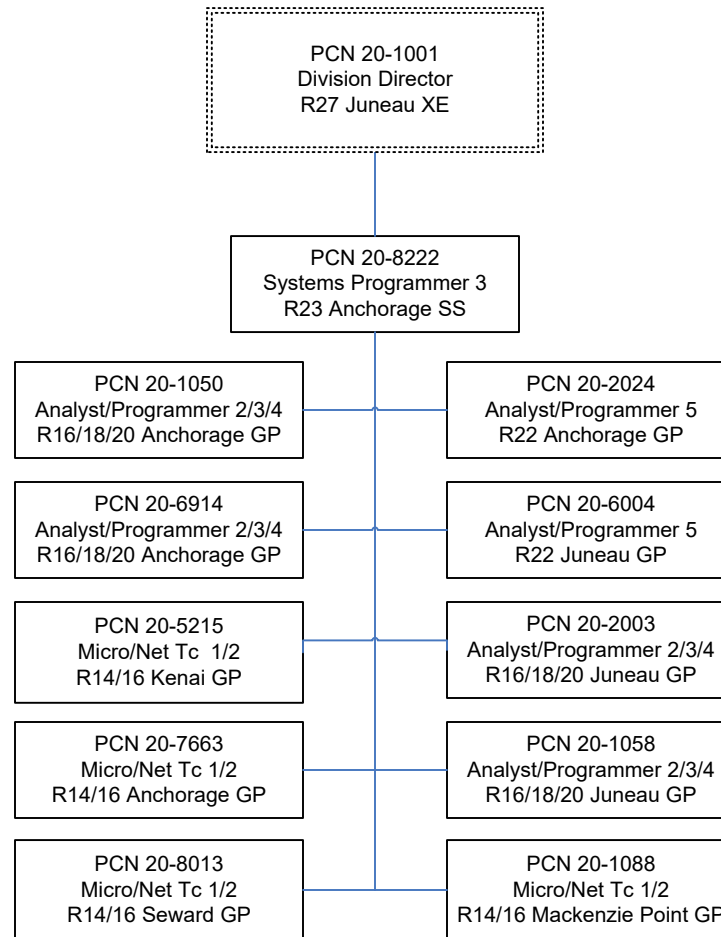 PCN 20-1001
Division Director
R27 Juneau XE
PCN 20-8222
Systems Programmer 3
R23 Anchorage SS
PCN 20-1050
Analyst/Programmer 2/3/4
R16/18/20 Anchorage GP
PCN 20-2024
Analyst/Programmer 5
R22 Anchorage GP
PCN 20-6914
Analyst/Programmer 2/3/4
R16/18/20 Anchorage GP
PCN 20-6004
Analyst/Programmer 5
R22 Juneau GP
PCN 20-5215
Micro/Net Tc 1/2
R14/16 Kenai GP
PCN 20-2003
Analyst/Programmer 2/3/4
R16/18/20 Juneau GP
PCN 20-7663
Micro/Net Tc 1/2
R14/16 Anchorage GP
PCN 20-1058
Analyst/Programmer 2/3/4
R16/18/20 Juneau GP
PCN 20-8013
Micro/Net Tc 1/2
R14/16 Seward GP
PCN 20-1088
Micro/Net Tc 1/2
R14/16 Mackenzie Point GP